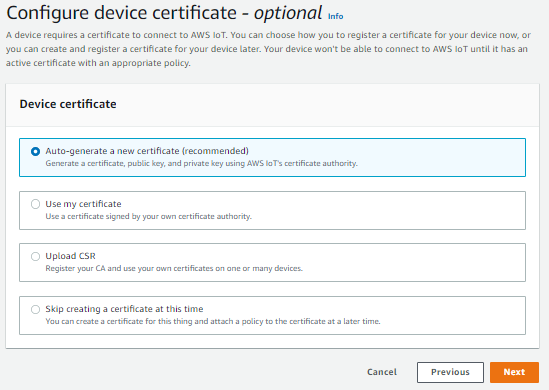 Configure device certificate - optional Info
A device requires a certificate to connect to AWS IoT. You can choose how you to register a certificate for your device now, or
you can create and register a certificate for your device later. Your device won't be able to connect to AWS IoT until it has an
active certificate with an appropriate policy.
Device certificate
Auto-generate a new certificate (recommended)
Generate a certificate, public key, and private key using AWS IoT's certificate authority.
Use my certificate
Use a certificate signed by your own certificate authority.
Upload CSR
Register your CA and use your own certificates on one or many devices.
Skip creating a certificate at this time
You can create a certificate for this thing and attach a policy to the certificate at a later time.
Cancel Previous Next